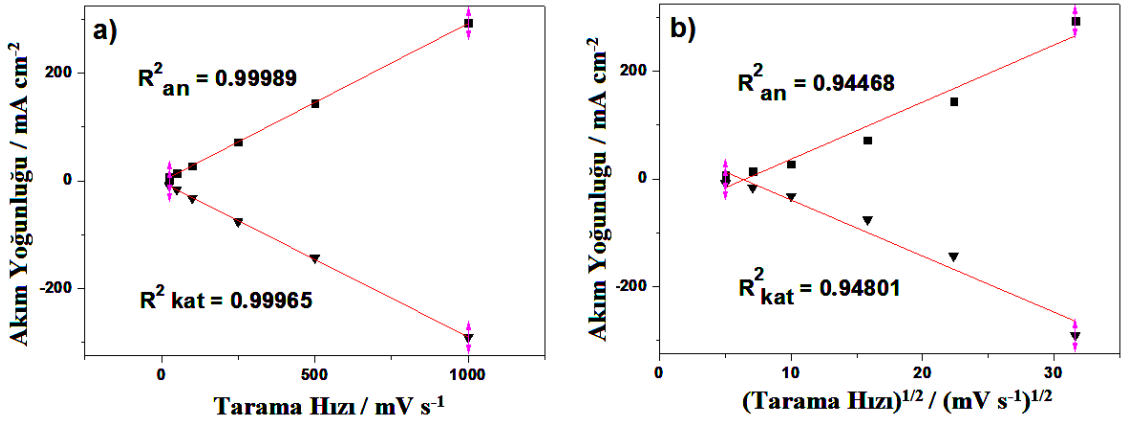 a)
Akım Yoğunluğu / mA cm⁻²
200
0
-200
R²an = 0.99989
R² kat = 0.99965
0 500 1000
Tarama Hızı / mV s⁻¹
b)
Akım Yoğunluğu / mA cm⁻²
200
0
-200
R²an = 0.94468
R²kat = 0.94801
0 10 20 30
(Tarama Hızı)¹/² / (mV s⁻¹)¹/²